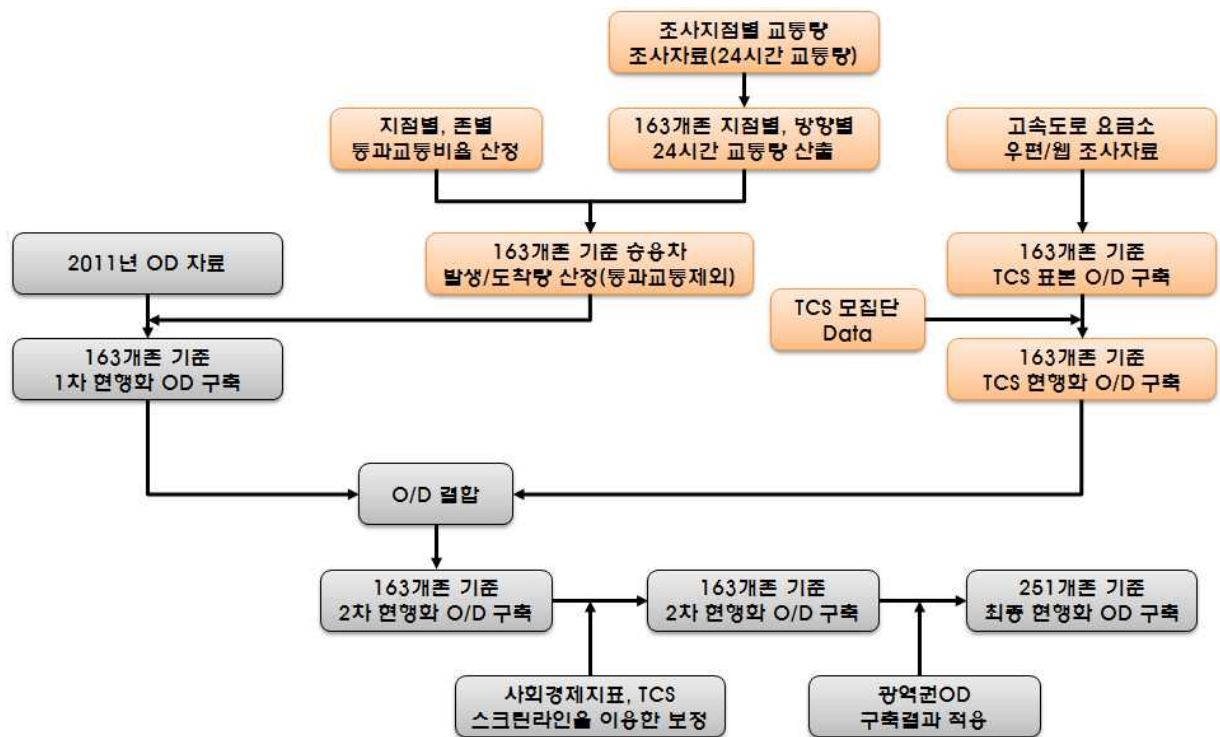 조사지점별 교통량
조사자료(24시간 교통량)
지점별, 존별
통과교통비율 산정
163개존 지점별, 방향별
24시간 교통량 산출
고속도로 요금소
우편/웹 조사자료
2011년 OD 자료
163개존 기준 승용차
발생/도착량 산정(통과교통제외)
163개존 기준
TCS 표본 O/D 구축
TCS 모집단
Data
163개존 기준
1차 현행화 OD 구축
163개존 기준
TCS 현행화 O/D 구축
O/D 결합
163개존 기준
2차 현행화 O/D 구축
163개존 기준
2차 현행화 O/D 구축
251개존 기준
최종 현행화 OD 구축
사회경제지표, TCS
스크린라인을 이용한 보정
광역권OD
구축결과 적용